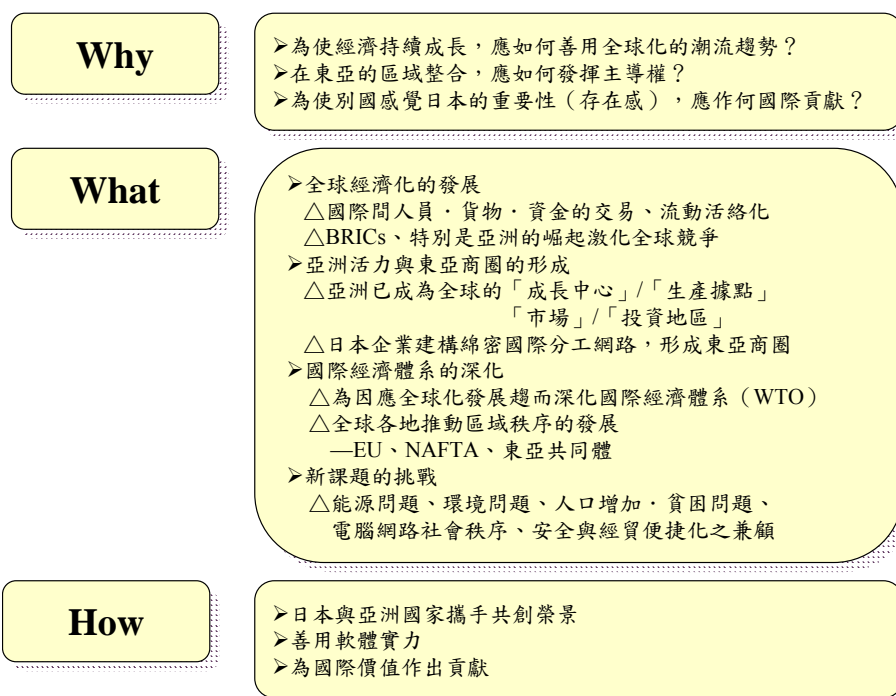 Why
➢為使經濟持續成長，應如何善用全球化的潮流趨勢？
➢在東亞的區域整合，應如何發揮主導權？
➢為使別國感覺日本的重要性（存在感），應作何國際貢獻？
What
➢全球經濟化的發展
△國際間人員．貨物．資金的交易、流動活絡化
△BRICs、特別是亞洲的崛起激化全球競爭
➢亞洲活力與東亞商圈的形成
△亞洲已成為全球的「成長中心」/「生產據點」
「市場」/「投資地區」
△日本企業建構綿密國際分工網路，形成東亞商圈
➢國際經濟體系的深化
△為因應全球化發展趨而深化國際經濟體系（WTO）
△全球各地推動區域秩序的發展
—EU、NAFTA、東亞共同體
➢新課題的挑戰
△能源問題、環境問題、人口增加．貧困問題、
電腦網路社會秩序、安全與經貿便捷化之兼顧
How
➢日本與亞洲國家攜手共創榮景
➢善用軟體實力
➢為國際價值作出貢獻